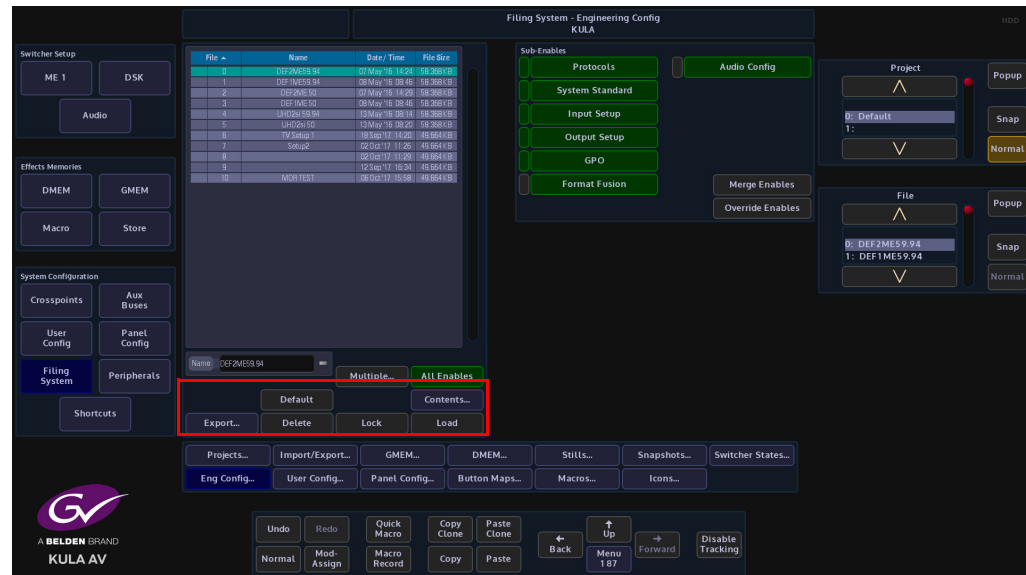 Filing System - Engineering Config
KULA
HDD
Switcher Setup
ME 1
DSK
Audio
Effects Memories
DMEM
GMEM
Macro
Store
System Configuration
Crosspoints
Aux
Buses
User
Config
Panel
Config
Filing
System
Peripherals
Shortcuts
File Name Date / Time File Size
0 DEF2ME59.94 07 May '16 14:24 58.368 KB
1 DEF1ME59.94 08 May '16 08:46 58.368 KB
2 DEF2ME 50 07 May '16 14:29 58.368 KB
3 DEF1ME 50 08 May '16 08:46 58.368 KB
4 UHD2si 59.94 13 May '16 08:14 58.368 KB
5 UHD2si 50 13 May '16 08:20 58.368 KB
6 TV Setup 1 18 Sep '17 14:20 49.664 KB
7 Setup2 02 Oct '17 11:26 49.664 KB
8 02 Oct '17 11:29 49.664 KB
9 12 Sep '17 16:34 49.664 KB
10 MOR TEST 05 Oct '17 15:58 49.664 KB
Name DEF2ME59.94
Multiple...
All Enables
Default
Contents...
Export...
Delete
Lock
Load
Sub-Enables
Protocols
Audio Config
System Standard
Input Setup
Output Setup
GPO
Format Fusion
Merge Enables
Override Enables
Project
0: Default
1:
Popup
Snap
Normal
File
0: DEF2ME59.94
1: DEF1ME59.94
Popup
Snap
Normal
Projects...
Import/Export...
GMEM...
DMEM...
Stills...
Snapshots...
Switcher States...
Eng Config...
User Config...
Panel Config...
Button Maps...
Macros...
Icons...
GV
A BELDEN BRAND
KULA AV
Undo
Redo
Quick
Macro
Copy
Clone
Paste
Clone
Normal
Mod-
Assign
Macro
Record
Copy
Paste
Back
Up
Menu
187
Forward
Disable
Tracking